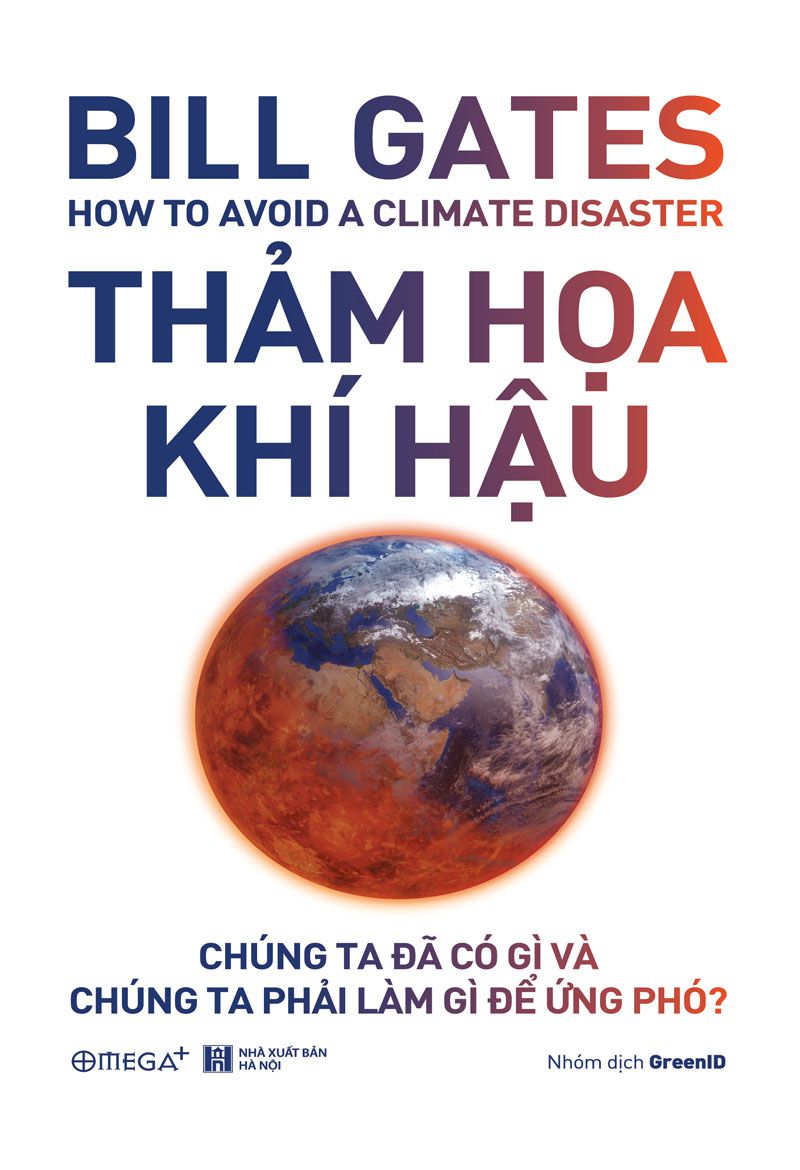 BILL GATES
HOW TO AVOID A CLIMATE DISASTER
THẢM HỌA
KHÍ HẬU
CHÚNG TA ĐÃ CÓ GÌ VÀ
CHÚNG TA PHẢI LÀM GÌ ĐỂ ỨNG PHÓ?
OMEGA+
NHÀ XUẤT BẢN
HÀ NỘI
Nhóm dịch GreenID